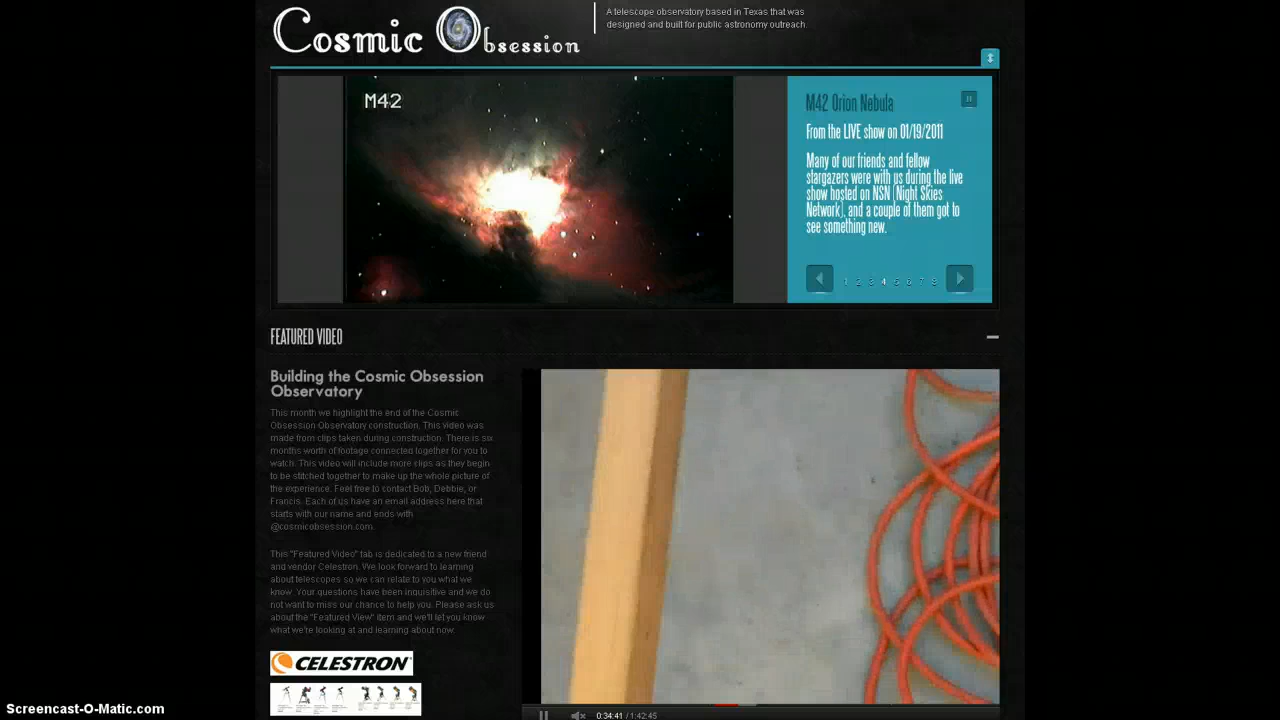 Cosmic Obsession
A telescope observatory based in Texas that was
designed and built for public astronomy outreach.
M42
M42 Orion Nebula
From the LIVE show on 01/19/2011
Many of our friends and fellow
stargazers were with us during the live
show hosted on NSN (Night Skies
Network), and a couple of them got to
see something new.
1 2 3 4 5 6 7 8
FEATURED VIDEO
Building the Cosmic Obsession
Observatory
This month we highlight the end of the Cosmic
Obsession Observatory construction. This video was
made from clips taken during construction. There is six
months worth of footage connected together for you to
watch. This video will include more clips as they begin
to be stitched together to make up the whole picture of
the experience. Feel free to contact Bob, Debbie, or
Francis. Each of us have an email address here that
starts with our name and ends with
@cosmicobsession.com.
This "Featured Video" tab is dedicated to a new friend
and vendor Celestron. We look forward to learning
about telescopes so we can relate to you what we
know. Your questions have been inquisitive and we do
not want to miss our chance to help you. Please ask us
about the "Featured View" item and we'll let you know
what we're looking at and learning about now.
CELESTRON
0:34:41 / 1:42:45
Screencast-O-Matic.com